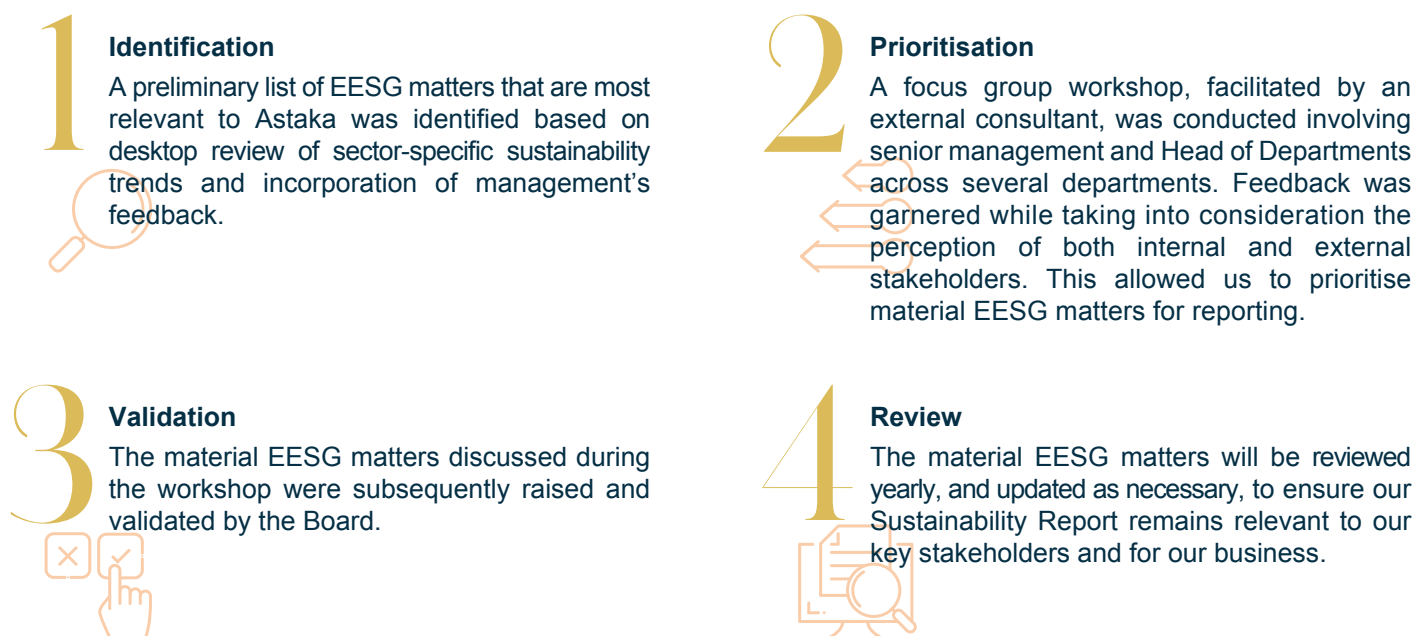 1
Identification
A preliminary list of EESG matters that are most
relevant to Astaka was identified based on
desktop review of sector-specific sustainability
trends and incorporation of management’s
feedback.
2
Prioritisation
A focus group workshop, facilitated by an
external consultant, was conducted involving
senior management and Head of Departments
across several departments. Feedback was
garnered while taking into consideration the
perception of both internal and external
stakeholders. This allowed us to prioritise
material EESG matters for reporting.
3
Validation
The material EESG matters discussed during
the workshop were subsequently raised and
validated by the Board.
4
Review
The material EESG matters will be reviewed
yearly, and updated as necessary, to ensure our
Sustainability Report remains relevant to our
key stakeholders and for our business.